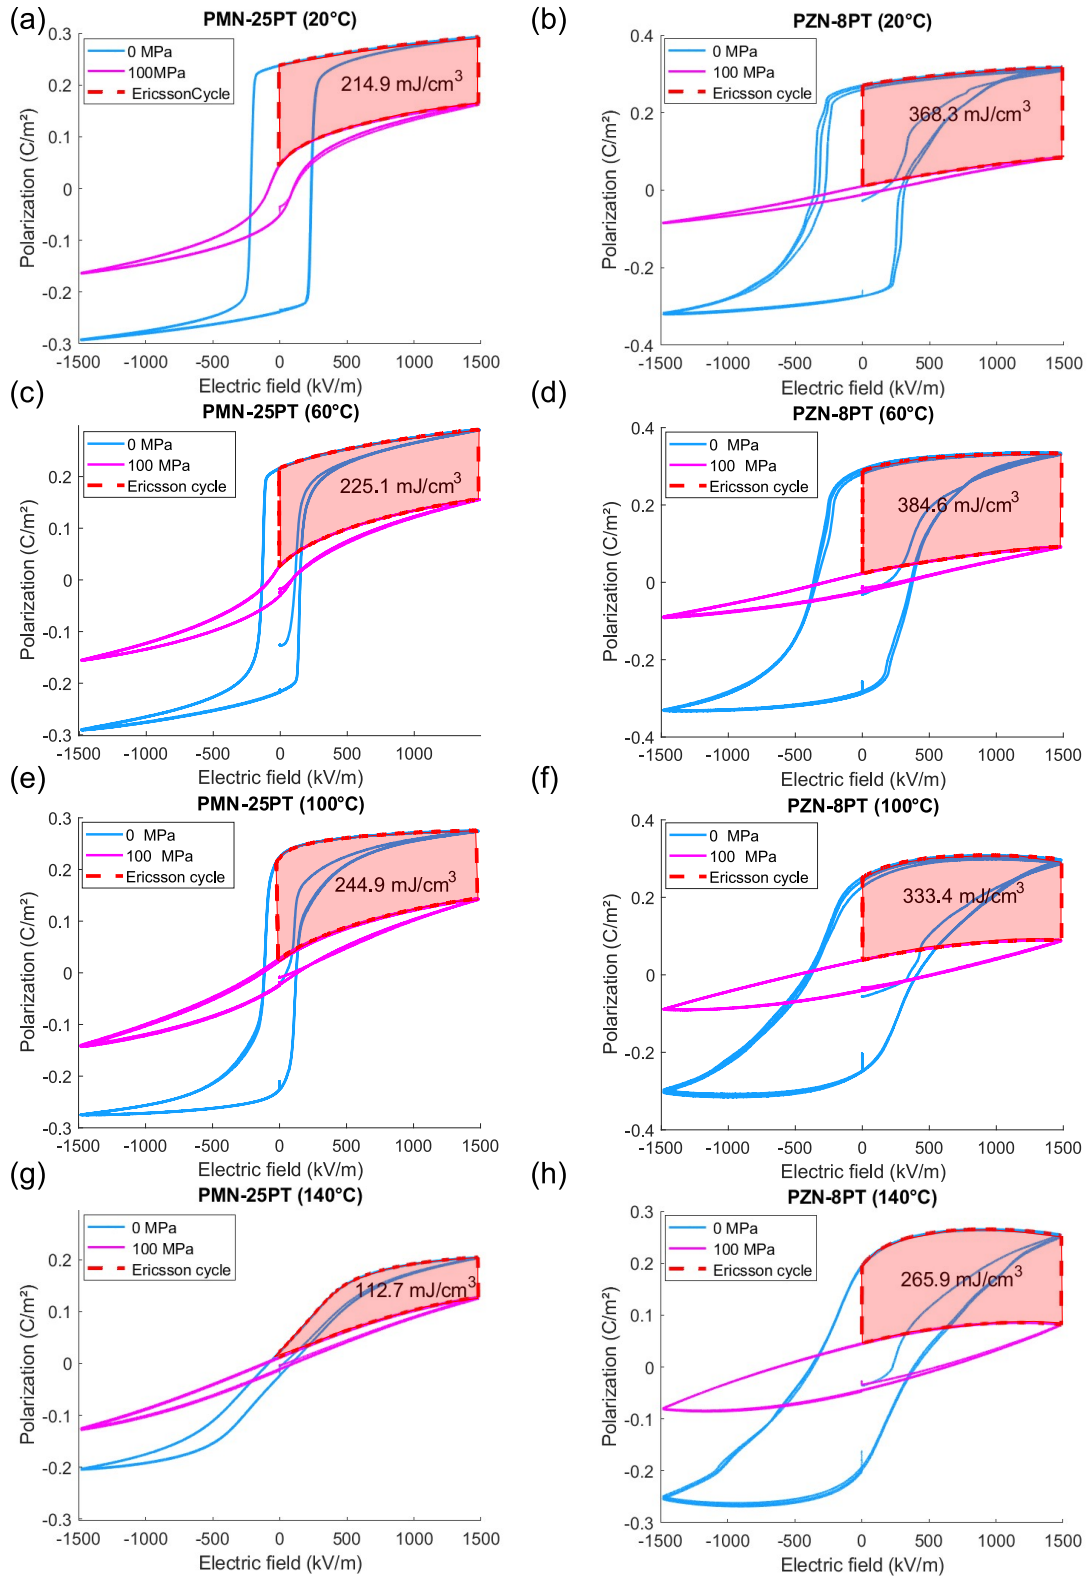 (a)
PMN-25PT (20°C)
0 MPa
100MPa
EricssonCycle
214.9 mJ/cm³
0.3
0.2
0.1
0
-0.1
-0.2
-0.3
Polarization (C/m²)
-1500 -1000 -500 0 500 1000 1500
Electric field (kV/m)
(b)
PZN-8PT (20°C)
0 MPa
100 MPa
Ericsson cycle
368.3 mJ/cm³
0.4
0.2
0
-0.2
-0.4
Polarization (C/m²)
-1500 -1000 -500 0 500 1000 1500
Electric field (kV/m)
(c)
PMN-25PT (60°C)
0 MPa
100 MPa
Ericsson cycle
225.1 mJ/cm³
0.2
0.1
0
-0.1
-0.2
-0.3
Polarization (C/m²)
-1500 -1000 -500 0 500 1000
Electric field (kV/m)
(d)
PZN-8PT (60°C)
0 MPa
100 MPa
Ericsson cycle
384.6 mJ/cm³
0.4
0.2
0
-0.2
-0.4
Polarization (C/m²)
-1500 -1000 -500 0 500 1000 1500
Electric field (kV/m)
(e)
PMN-25PT (100°C)
0 MPa
100 MPa
Ericsson cycle
244.9 mJ/cm³
0.3
0.2
0.1
0
-0.1
-0.2
-0.3
Polarization (C/m²)
-1500 -1000 -500 0 500 1000 1500
Electric field (kV/m)
(f)
PZN-8PT (100°C)
0 MPa
100 MPa
Ericsson cycle
333.4 mJ/cm³
0.4
0.2
0
-0.2
-0.4
Polarization (C/m²)
-1500 -1000 -500 0 500 1000 1500
Electric field (kV/m)
(g)
PMN-25PT (140°C)
0 MPa
100 MPa
Ericsson cycle
112.7 mJ/cm³
0.2
0.1
0
-0.1
-0.2
-0.3
Polarization (C/m²)
-1500 -1000 -500 0 500 1000 1500
Electric field (kV/m)
(h)
PZN-8PT (140°C)
0 MPa
100 MPa
Ericsson cycle
265.9 mJ/cm³
0.3
0.2
0.1
0
-0.1
-0.2
-0.3
Polarization (C/m²)
-1500 -1000 -500 0 500 1000 1500
Electric field (kV/m)